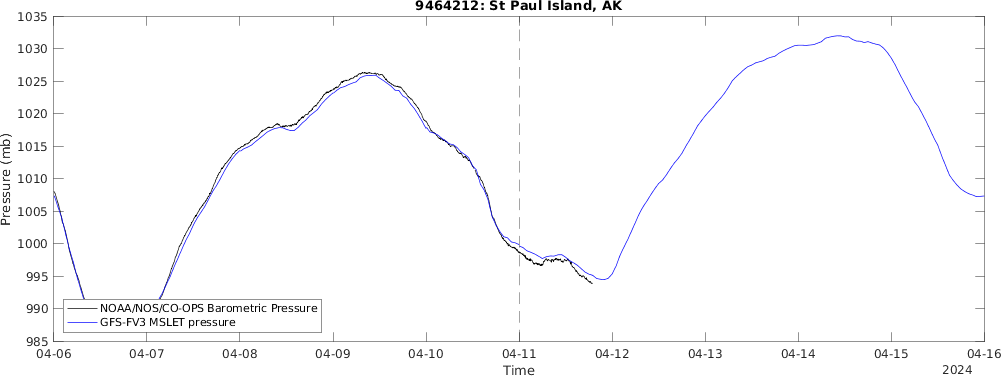 9464212: St Paul Island, AK
Pressure (mb)
1035
1030
1025
1020
1015
1010
1005
1000
995
990
985
NOAA/NOS/CO-OPS Barometric Pressure
GFS-FV3 MSLET pressure
04-06 04-07 04-08 04-09 04-10 04-11 04-12 04-13 04-14 04-15 04-16
Time
2024